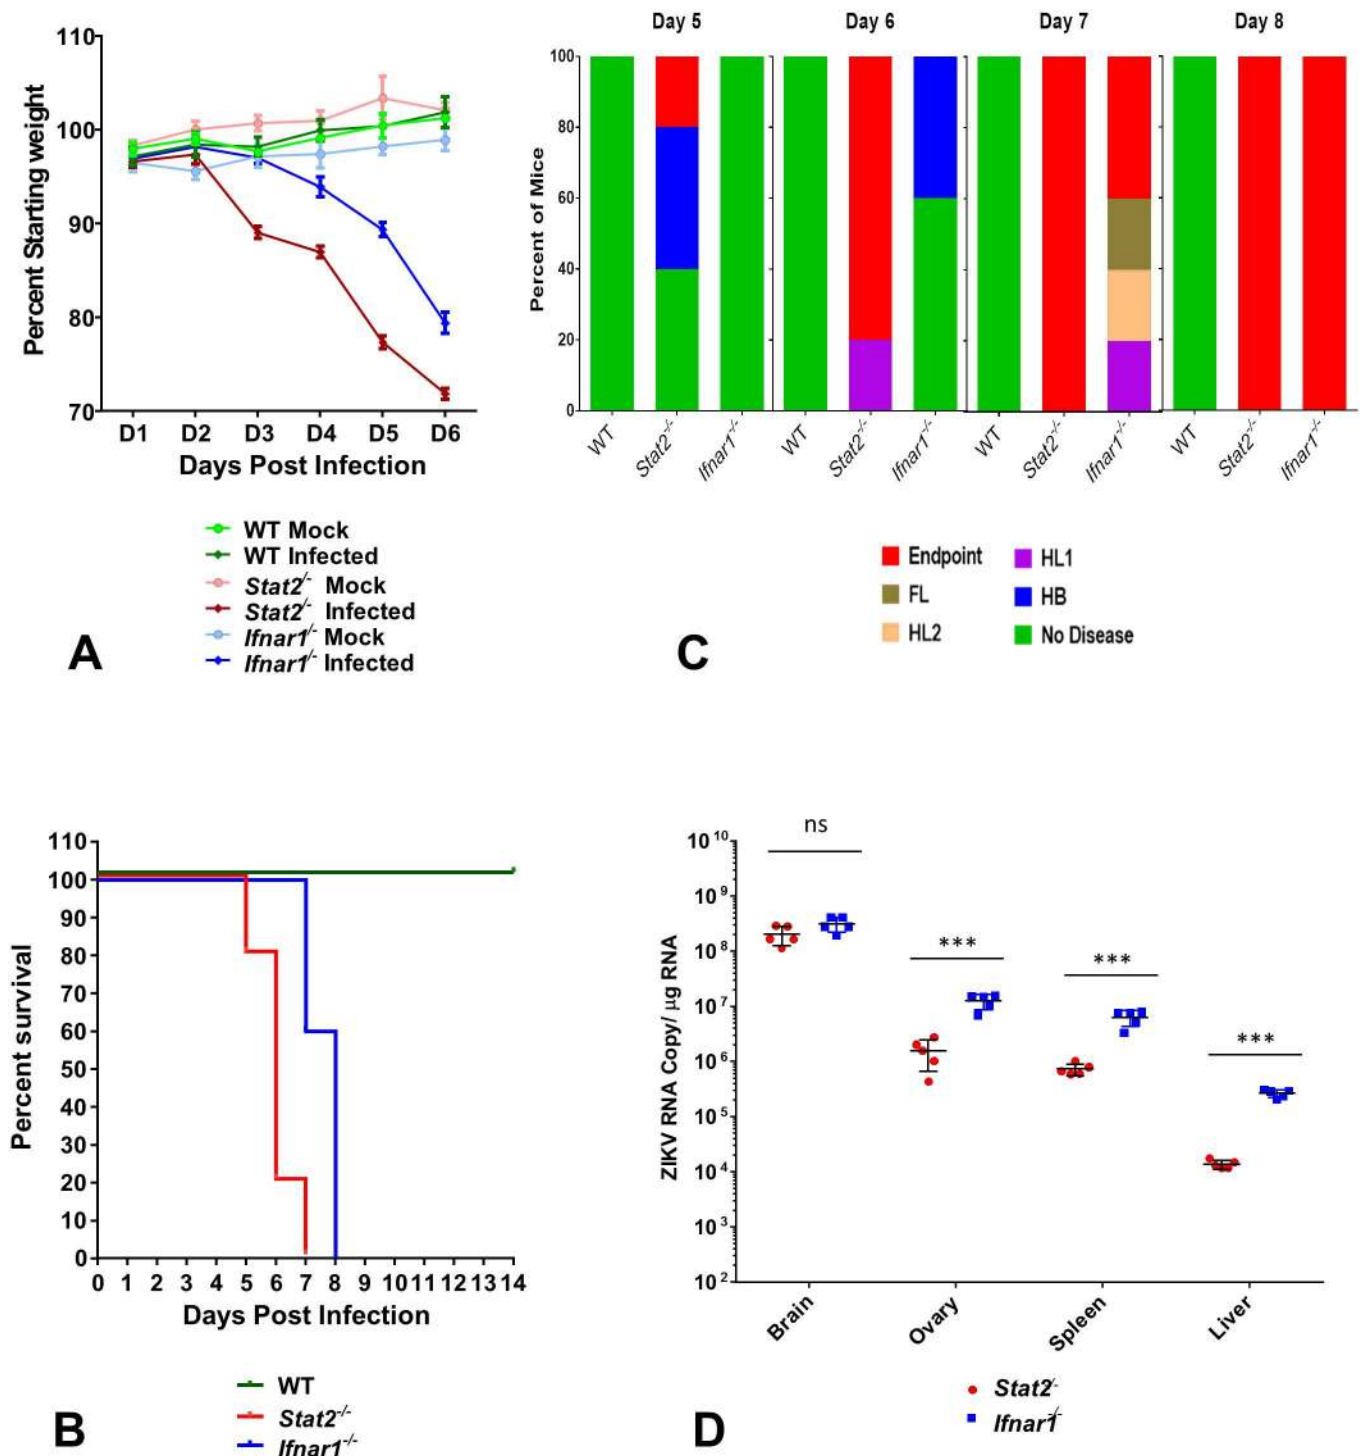 110
100
90
80
70
Percent Starting weight
D1 D2 D3 D4 D5 D6
Days Post Infection
WT Mock
WT Infected
Stat2/- Mock
Stat2/- Infected
Ifnar1/- Mock
Ifnar1/- Infected
A
Day 5 Day 6 Day 7 Day 8
100
80
60
40
20
0
Percent of Mice
WT Stat2-/- Ifnar1-/- WT Stat2-/- Ifnar1-/- WT Stat2-/- Ifnar1-/- WT Stat2-/- Ifnar1-/-
Endpoint HL1
FL HB
HL2 No Disease
C
110
100
90
80
70
60
50
40
30
20
10
0
Percent survival
0 1 2 3 4 5 6 7 8 9 10 11 12 13 14
Days Post Infection
WT
Stat2-/-
Ifnar1-/-
B
10 10
10 9
10 8
10 7
10 6
10 5
10 4
10 3
10 2
ZIKV RNA Copy/ µg RNA
ns
***
***
***
Brain Ovary Spleen Liver
Stat2/-
Ifnar1-/-
D